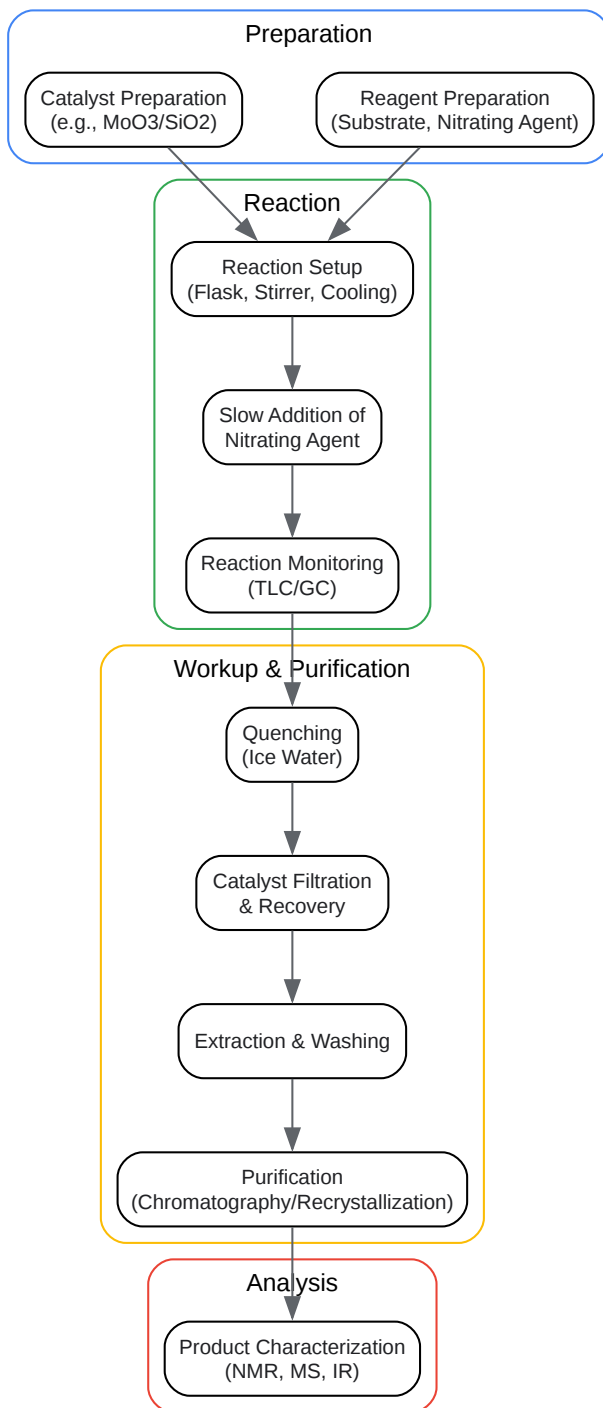 Preparation
Catalyst Preparation
(e.g., MoO3/SiO2)
Reagent Preparation
(Substrate, Nitrating Agent)
Reaction
Reaction Setup
(Flask, Stirrer, Cooling)
Slow Addition of
Nitrating Agent
Reaction Monitoring
(TLC/GC)
Workup & Purification
Quenching
(Ice Water)
Catalyst Filtration
& Recovery
Extraction & Washing
Purification
(Chromatography/Recrystallization)
Analysis
Product Characterization
(NMR, MS, IR)